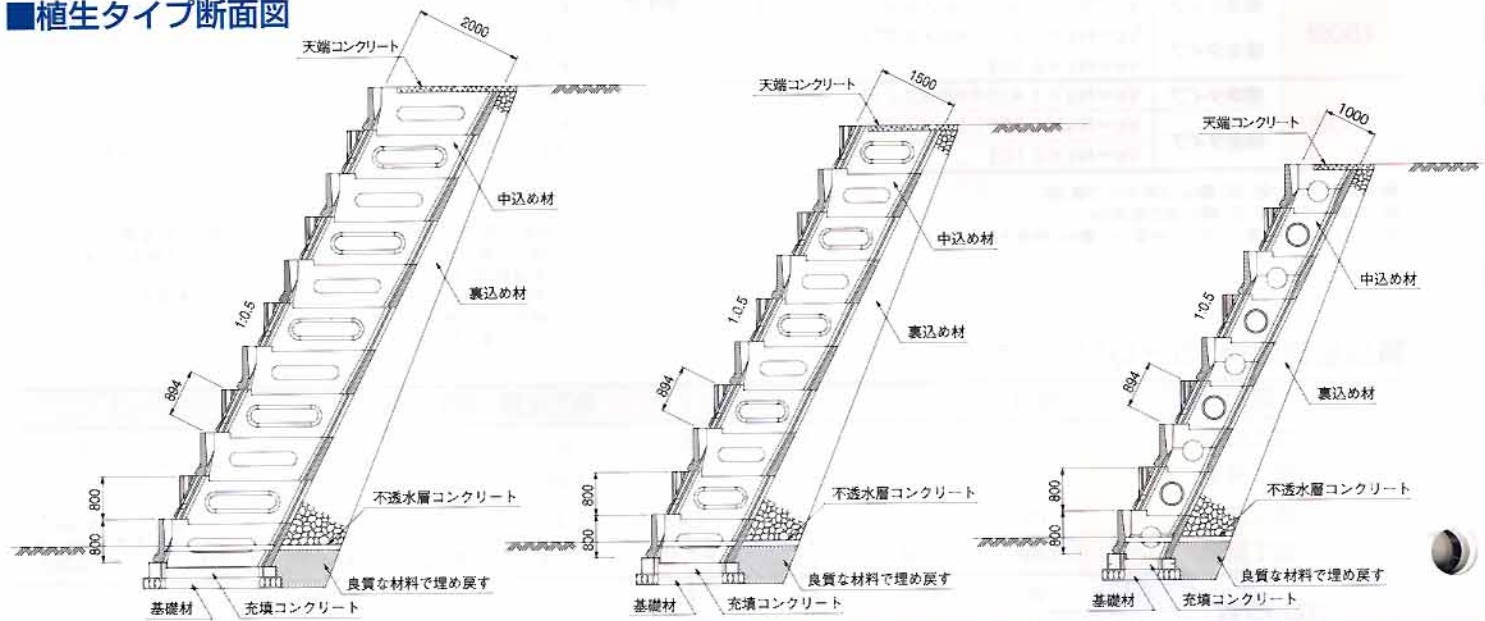 ■植生タイプ断面図
2000
天端コンクリート
中込め材
裏込め材
1:0.5
894
800
800
不透水層コンクリート
良質な材料で埋め戻す
基礎材
充填コンクリート
1500
天端コンクリート
中込め材
裏込め材
1:0.5
894
800
800
不透水層コンクリート
良質な材料で埋め戻す
基礎材
充填コンクリート
1000
天端コンクリート
中込め材
裏込め材
1:0.5
894
800
800
不透水層コンクリート
良質な材料で埋め戻す
基礎材
充填コンクリート